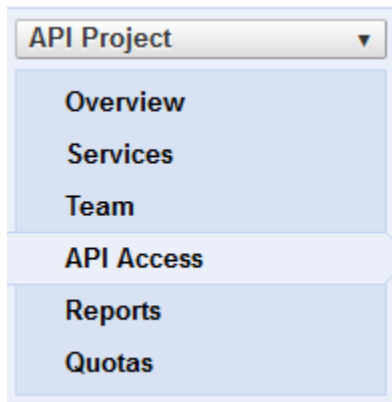 API Project
Overview
Services
Team
API Access
Reports
Quotas